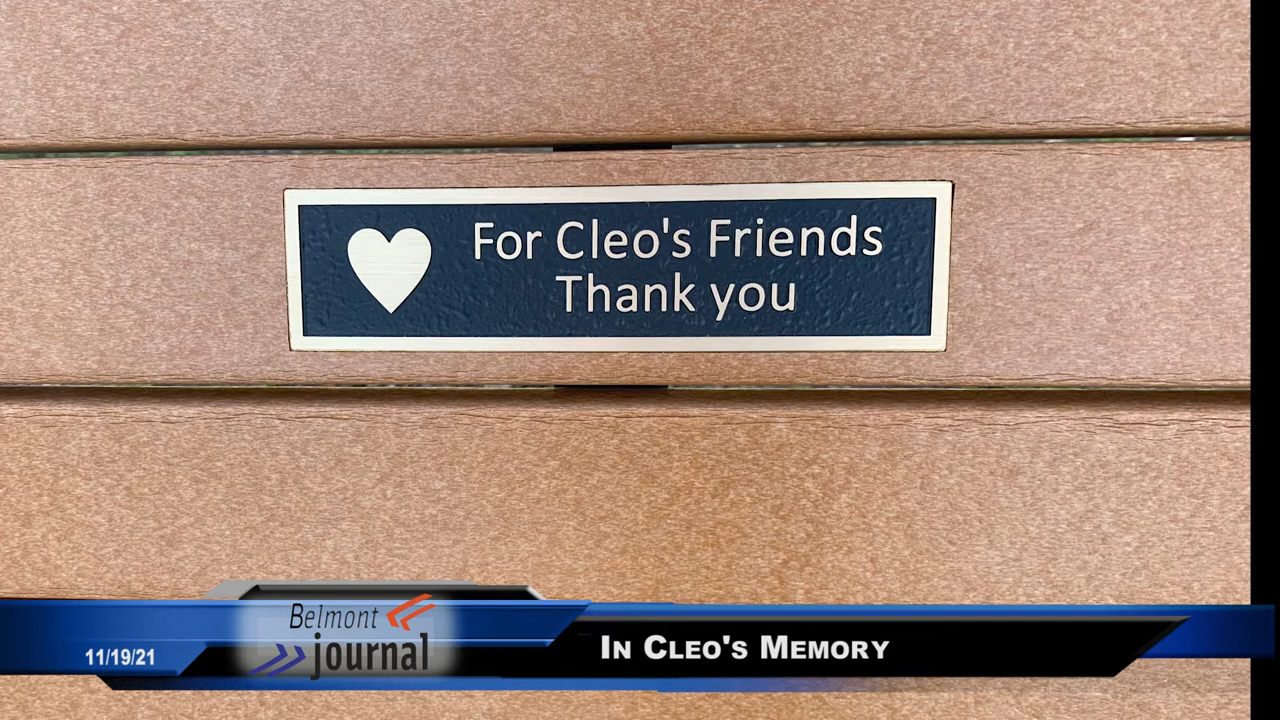 For Cleo's Friends
Thank you
Belmont
journal
11/19/21
In Cleo's Memory